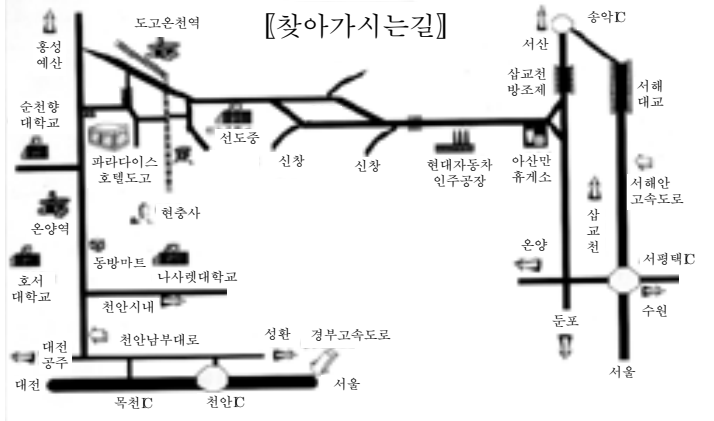 〖찾아가시는길〗
홍성
예산
도고온천역
송악IC
서산
삽교천
방조제
서해
대교
순천향
대학교
파라다이스
호텔도고
선도중
신창
신창
현대자동차
인주공장
아산만
휴게소
서해안
고속도로
삽
교
천
현충사
온양역
동방마트
나사렛대학교
호서
대학교
온양
서평택IC
천안시내
수원
둔포
천안남부대로
성환
경부고속도로
대전
공주
대전
목천IC
천안IC
서울
서울